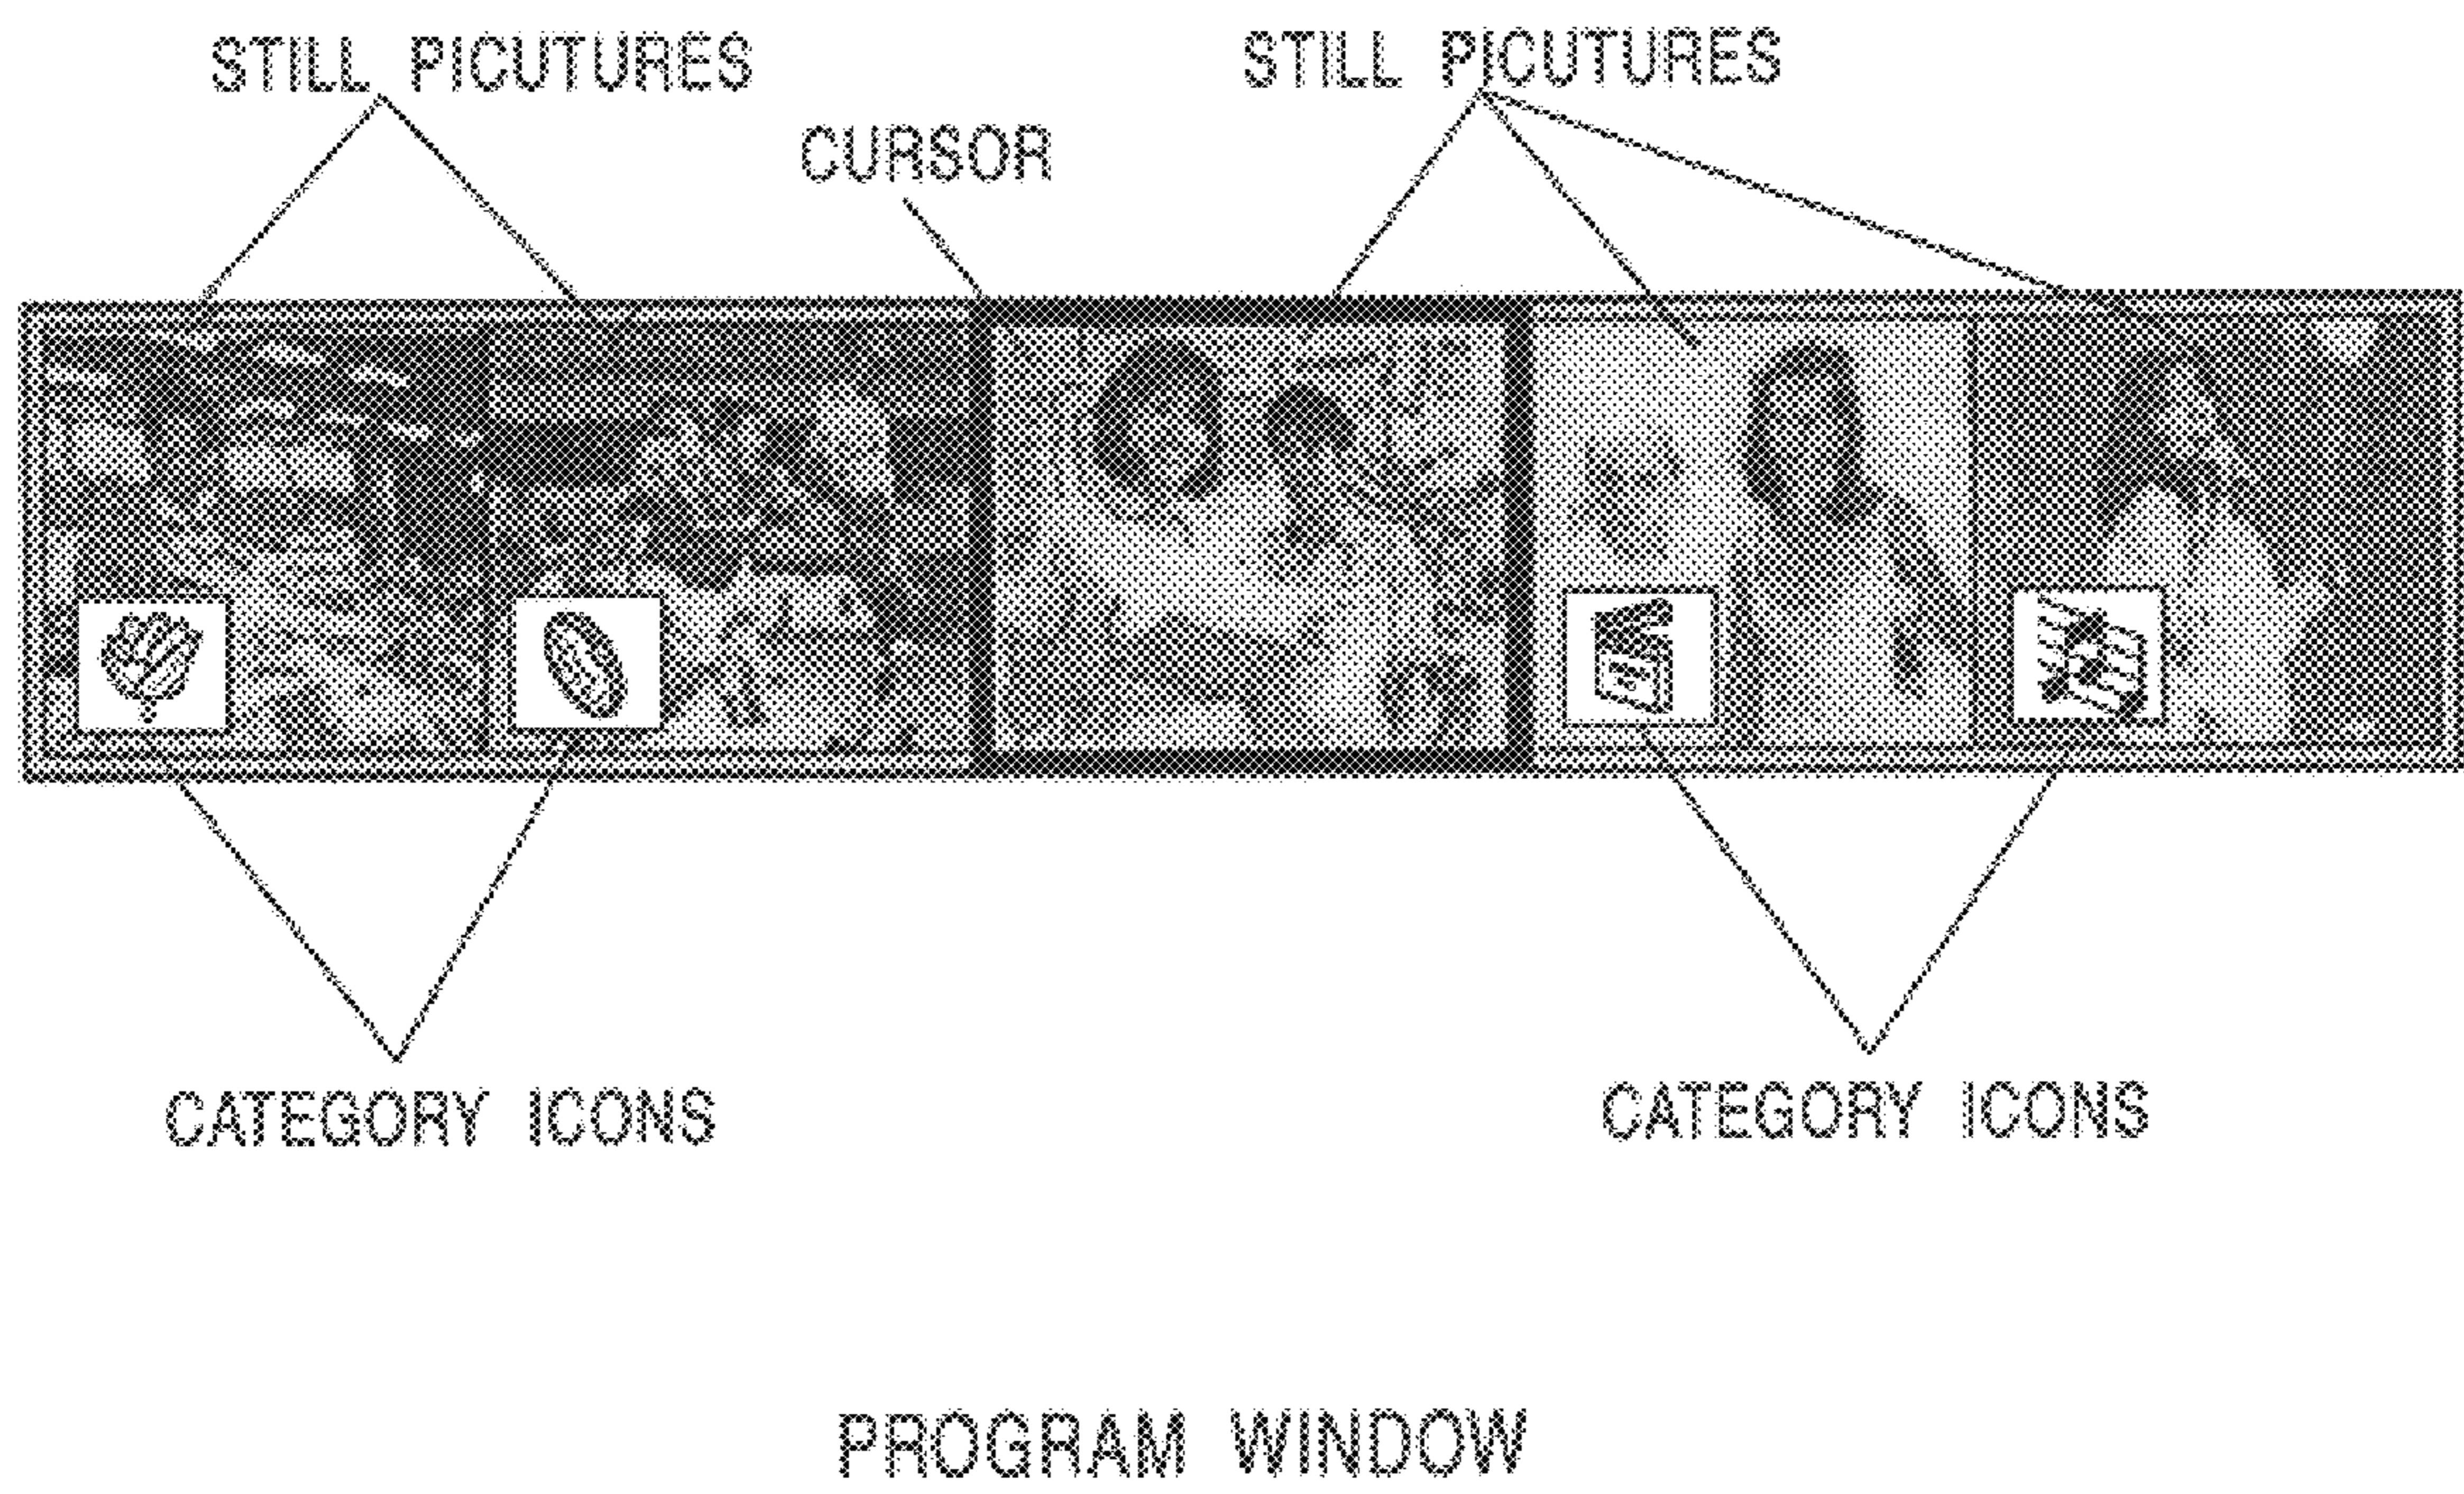 STILL PICUTURES
STILL PICUTURES
CURSOR
CATEGORY ICONS
CATEGORY ICONS
PROGRAM WINDOW